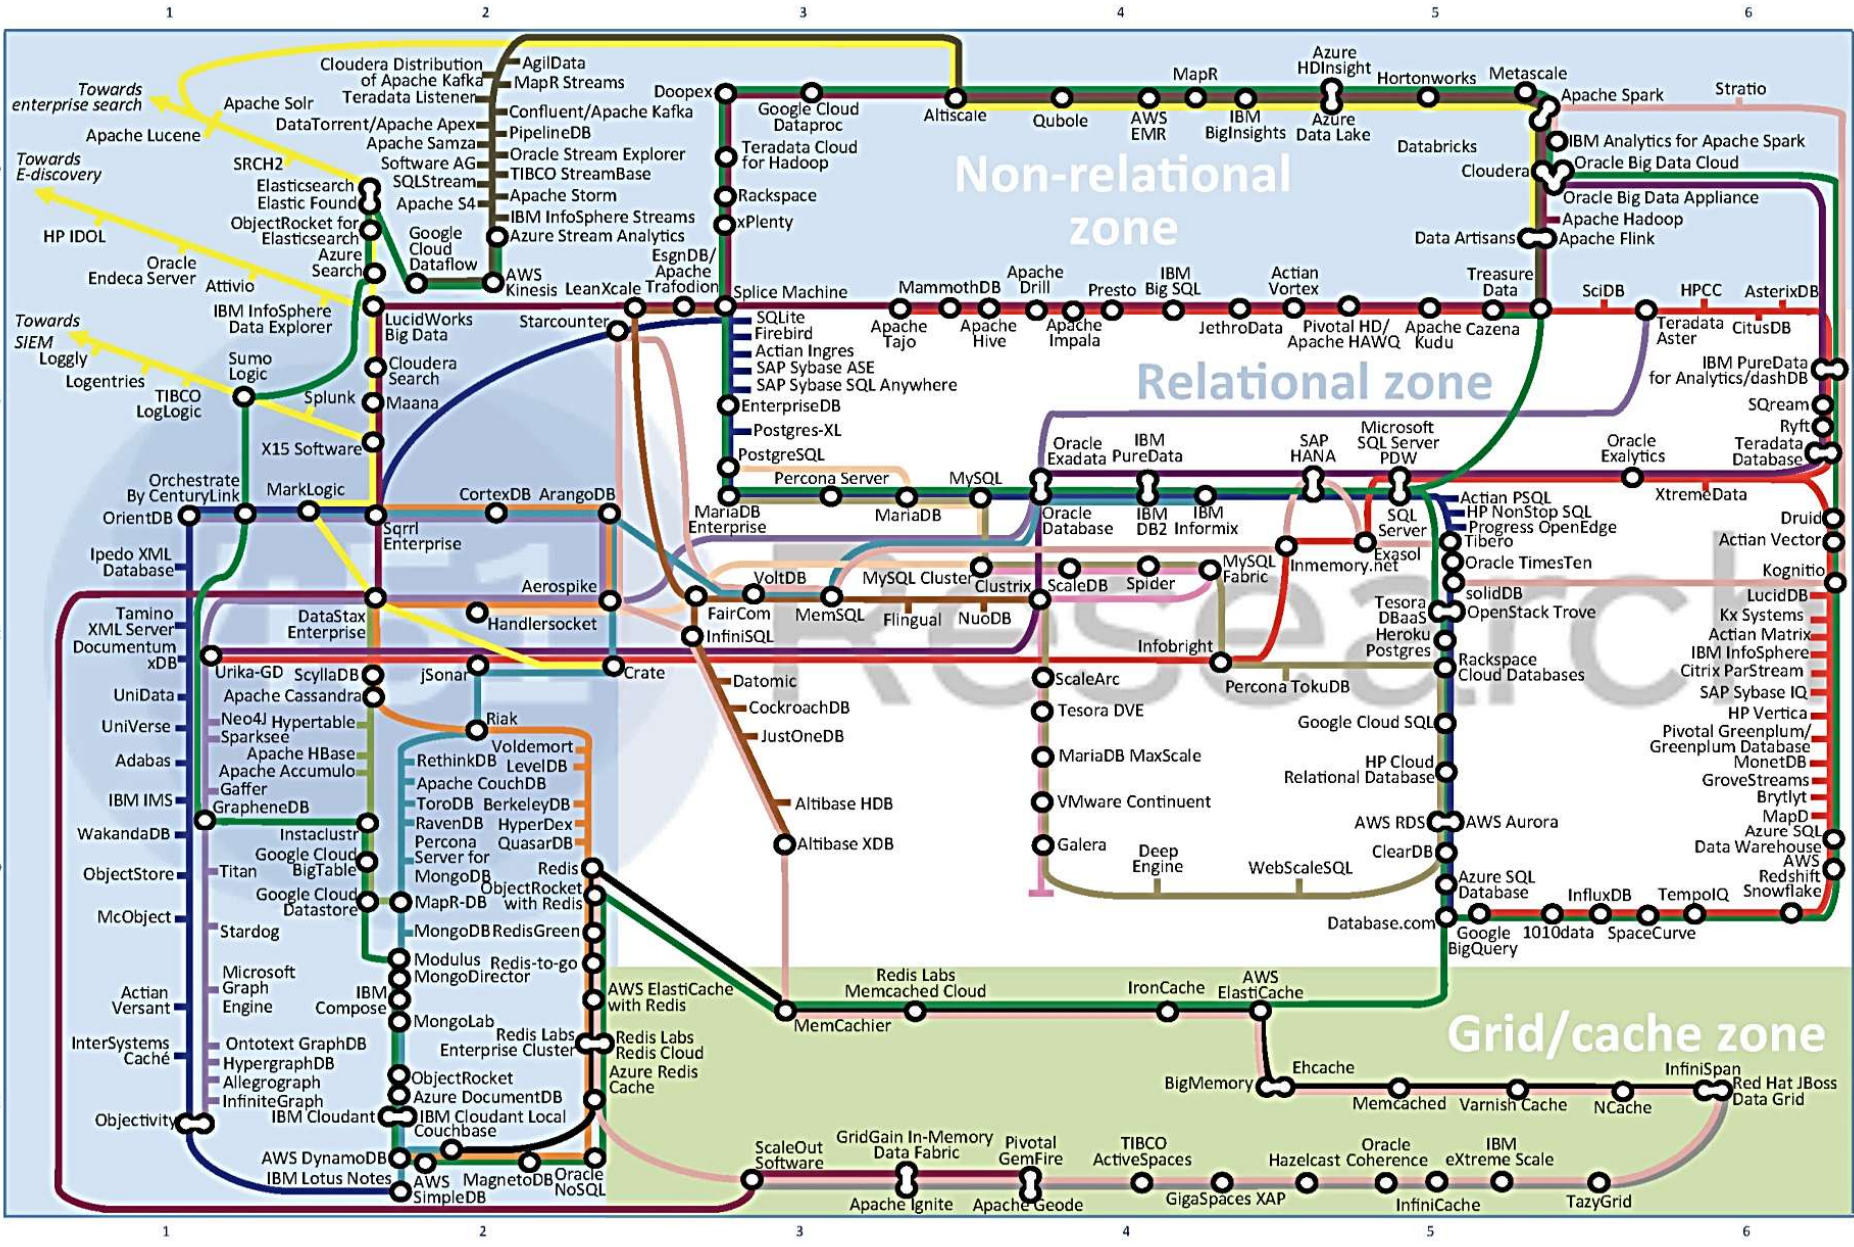 1 2 3 4 5 6
Towards
enterprise search
Apache Solr
Apache Lucene
Towards
E-discovery
SRCH2
Elasticsearch
Elastic Found
ObjectRocket for
Elasticsearch
Azure
Search
HP IDOL
Oracle
Endeca Server
Attivio
IBM InfoSphere
Data Explorer
Towards
SiEM
Loggly
Logentries
TIBCO
LogLogic
Sumo
Logic
Splunk
X15 Software
LucidWorks
Big Data
Cloudera
Search
Maana
Cloudera Distribution
of Apache Kafka
Teradata Listener
DataTorrent/Apache Apex
Apache Samza
Software AG
SQLStream
Apache S4
Google
Cloud
Dataflow
AgilData
MapR Streams
Confluent/Apache Kafka
PipelineDB
Oracle Stream Explorer
TIBCO StreamBase
Apache Storm
IBM InfoSphere Streams
Azure Stream Analytics
AWS
Kinesis
LeanXcale
EsgnDB/
Apache
Trafodion
Starcounter
Doopex
Google Cloud
Dataproc
Teradata Cloud
for Hadoop
Rackspace
xPlenty
Splice Machine
Altiscale
Qubole
AWS
EMR
MapR
IBM
BigInsights
Azure
HDInsight
Azure
Data Lake
Hortonworks
Metascale
Apache Spark
Stratio
Databricks
IBM Analytics for Apache Spark
Cloudera
Oracle Big Data Cloud
Oracle Big Data Appliance
Apache Hadoop
Data Artisans
Apache Flink
Non-relational
zone
Apache
Tajo
MammothDB
Apache
Hive
Apache
Drill
Apache
Impala
Presto
IBM
Big SQL
JethroData
Actian
Vortex
Pivotal HD/
Apache HAWQ
Apache
Kudu
Cazena
Treasure
Data
SciDB
Teradata
Aster
HPCC
CitusDB
AsterixDB
SQLite
Firebird
Actian Ingres
SAP Sybase ASE
SAP Sybase SQL Anywhere
EnterpriseDB
Postgres-XL
PostgreSQL
Relational zone
IBM PureData
for Analytics/dashDB
SQream
Ryft
Teradata
Database
MariaDB
Enterprise
Percona Server
MariaDB
MySQL
Oracle
Exadata
Oracle
Database
IBM
PureData
IBM
DB2
IBM
Informix
SAP
HANA
Microsoft
SQL Server
PDW
SQL
Server
Oracle
Exalytics
XtremeData
Actian PSQL
HP NonStop SQL
Progress OpenEdge
Tibero
Oracle TimesTen
solidDB
Tesora
DBaaS
OpenStack Trove
Heroku
Postgres
Rackspace
Cloud Databases
Google Cloud SQL
HP Cloud
Relational Database
AWS RDS
AWS Aurora
ClearDB
Azure SQL
Database
Database.com
Druid
Actian Vector
Kognitio
LucidDB
Kx Systems
Actian Matrix
IBM InfoSphere
Citrix ParStream
SAP Sybase IQ
HP Vertica
Pivotal Greenplum/
Greenplum Database
MonetDB
GroveStreams
Brytlyt
MapD
Azure SQL
Data Warehouse
AWS
Redshift
Snowflake
Google
BigQuery
1010data
InfluxDB
SpaceCurve
TempoIQ
Orchestrate
By CenturyLink
OrientDB
MarkLogic
Sqrrl
Enterprise
CortexDB
ArangoDB
Ipedo XML
Database
Tamino
XML Server
Documentum
xDB
UniData
UniVerse
Adabas
IBM IMS
WakandaDB
ObjectStore
McObject
Actian
Versant
InterSystems
Caché
Objectivity
DataStax
Enterprise
Aerospike
Handlersocket
Urika-GD
ScyllaDB
Apache Cassandra
jSonar
Crate
Riak
Neo4J
Sparksee
Hypertable
Apache HBase
Apache Accumulo
Gaffer
GrapheneDB
Instaclustr
Google Cloud
BigTable
Titan
Google Cloud
Datastore
Stardog
Microsoft
Graph
Engine
Ontotext GraphDB
HypergraphDB
Allegrograph
InfiniteGraph
RethinkDB
Apache CouchDB
ToroDB
RavenDB
Percona
Server for
MongoDB
MapR-DB
MongoDB
Modulus
MongoDirector
IBM
Compose
MongoLab
ObjectRocket
Azure DocumentDB
IBM Cloudant
IBM Cloudant Local
Couchbase
AWS DynamoDB
IBM Lotus Notes
AWS
SimpleDB
MagnetoDB
Oracle
NoSQL
Voldemort
LevelDB
BerkeleyDB
HyperDex
QuasarDB
Redis
ObjectRocket
with Redis
RedisGreen
Redis-to-go
AWS ElastiCache
with Redis
Redis Labs
Enterprise Cluster
Redis Labs
Redis Cloud
Azure Redis
Cache
451
Research
FairCom
VoltDB
MemSQL
InfiniSQL
Flingual
NuoDB
MySQL Cluster
Clustrix
ScaleDB
Spider
MySQL
Fabric
Inmemory.net
Exasol
Infobright
Percona TokuDB
Datomic
CockroachDB
JustOneDB
Altibase HDB
Altibase XDB
ScaleArc
Tesora DVE
MariaDB MaxScale
VMware Continuent
Galera
Deep
Engine
WebScaleSQL
MemCachier
Redis Labs
Memcached Cloud
IronCache
AWS
ElastiCache
Grid/cache zone
BigMemory
Ehcache
Memcached
Varnish Cache
NCache
InfiniSpan
Red Hat JBoss
Data Grid
ScaleOut
Software
GridGain In-Memory
Data Fabric
Apache Ignite
Pivotal
GemFire
Apache Geode
TIBCO
ActiveSpaces
GigaSpaces XAP
Hazelcast
Oracle
Coherence
InfiniCache
IBM
eXtreme Scale
TazyGrid
1 2 3 4 5 6